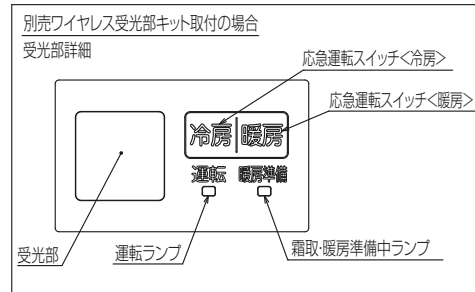 別売ワイヤレス受光部キット取付の場合
受光部詳細
応急運転スイッチ<冷房>
応急運転スイッチ<暖房>
冷房 暖房
運転 暖房準備
受光部
運転ランプ
霜取・暖房準備中ランプ